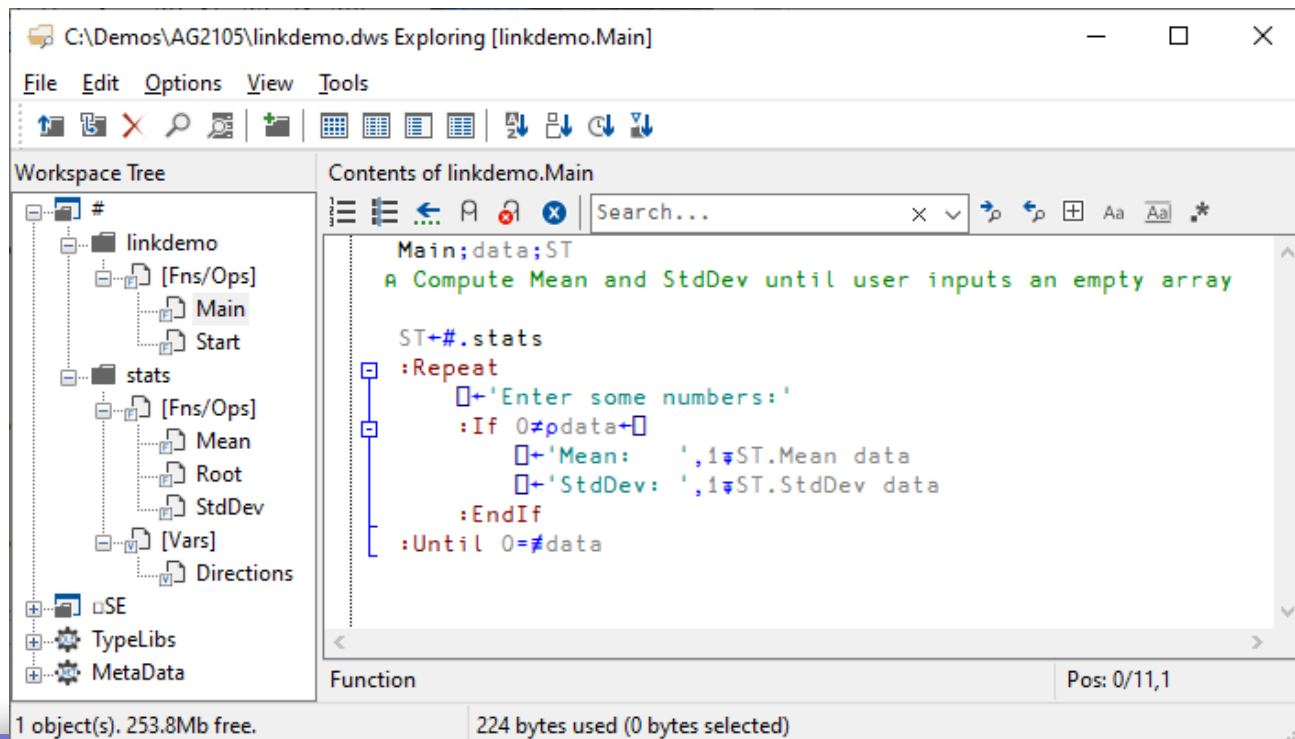 C:\Demos\AG2105\linkdemo.dws Exploring [linkdemo.Main]
File Edit Options View Tools
Workspace Tree
#
linkdemo
[Fns/Ops]
Main
Start
stats
[Fns/Ops]
Mean
Root
StdDev
[Vars]
Directions
⎕SE
TypeLibs
MetaData
Contents of linkdemo.Main
Search...
Main;data;ST
⍝ Compute Mean and StdDev until user inputs an empty array
ST←#.stats
:Repeat
⎕←'Enter some numbers:'
:If 0≠⍴data←⎕
⎕←'Mean:   ',1⍕ST.Mean data
⎕←'StdDev: ',1⍕ST.StdDev data
:EndIf
:Until 0=≢data
Function
Pos: 0/11,1
1 object(s). 253.8Mb free.
224 bytes used (0 bytes selected)